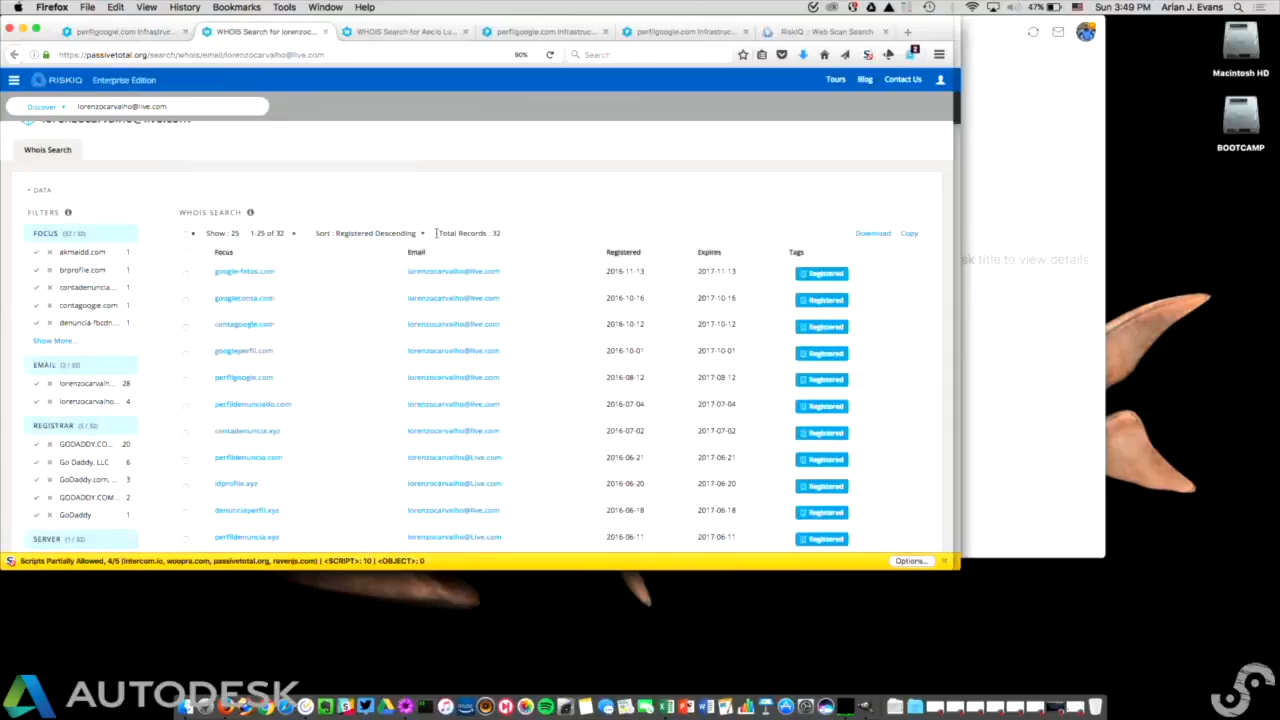 Firefox File Edit View History Bookmarks Tools Window Help 47% Sun 3:49 PM Arlan J. Evans
perfilgoogle.com Infrastruct... WHOIS Search for lorenzoc... WHOIS Search for Aecio Lu... perfilgoogle.com Infrastruc... perfilgoogle.com Infrastruc... RiskIQ :: Web Scan Search
https://passivetotal.org/search/whois/email/lorenzocarvalho@live.com 90% Search
RISKIQ Enterprise Edition Tours Blog Contact Us
Discover lorenzocarvalho@live.com
lorenzocarvalho@live.com
Whois Search
DATA
FILTERS WHOIS SEARCH
FOCUS (32 / 32) Show : 25 1-25 of 32 Sort : Registered Descending Total Records : 32 Download Copy
Focus Email Registered Expires Tags
akmaidd.com 1
brprofile.com 1
contadenuncia.... 1
contagoogie.com 1
denuncia-fbcdn... 1
Show More...
EMAIL (2 / 32)
lorenzocarvalh... 28
lorenzocarvalho... 4
REGISTRAR (5 / 32)
GODADDY.CO... 20
Go Daddy, LLC 6
GoDaddy.com, ... 3
GODADDY.COM... 2
GoDaddy 1
SERVER (1 / 32)
google-fotos.com lorenzocarvalho@live.com 2016-11-13 2017-11-13 Registered
googleconta.com lorenzocarvalho@live.com 2016-10-16 2017-10-16 Registered
contagoogle.com lorenzocarvalho@live.com 2016-10-12 2017-10-12 Registered
googleperfil.com lorenzocarvalho@live.com 2016-10-01 2017-10-01 Registered
perfilgoogle.com lorenzocarvalho@live.com 2016-08-12 2017-08-12 Registered
perfildenunciado.com lorenzocarvalho@live.com 2016-07-04 2017-07-04 Registered
contadenuncia.xyz lorenzocarvalho@live.com 2016-07-02 2017-07-02 Registered
perfildenuncia.com lorenzocarvalho@Live.com 2016-06-21 2017-06-21 Registered
idprofile.xyz lorenzocarvalho@Live.com 2016-06-20 2017-06-20 Registered
denunciaperfil.xyz lorenzocarvalho@live.com 2016-06-18 2017-06-18 Registered
perfildenuncia.xyz lorenzocarvalho@Live.com 2016-06-11 2017-06-11 Registered
Scripts Partially Allowed, 4/5 (intercom.io, woopra.com, passivetotal.org, ravenjs.com) | <SCRIPT>: 10 | <OBJECT>: 0 Options...
sk title to view details
Macintosh HD
BOOTCAMP
AUTODESK